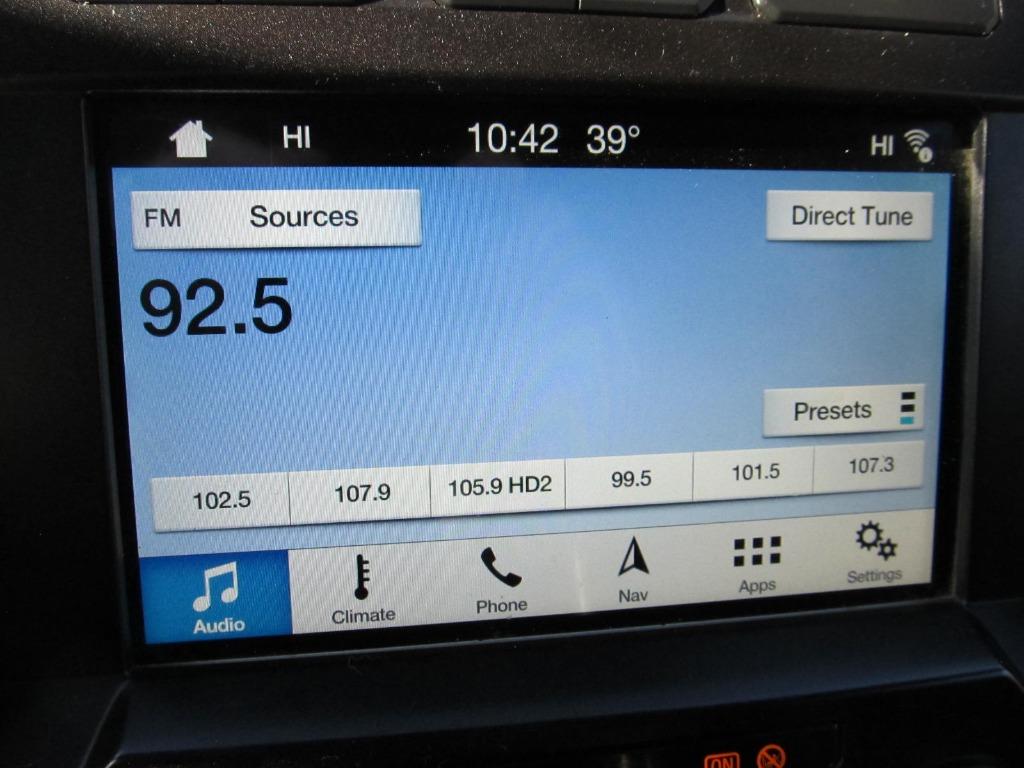 HI 10:42 39° HI
FM Sources Direct Tune
92.5
Presets
102.5 107.9 105.9 HD2 99.5 101.5 107.3
Audio Climate Phone Nav Apps Settings
ON